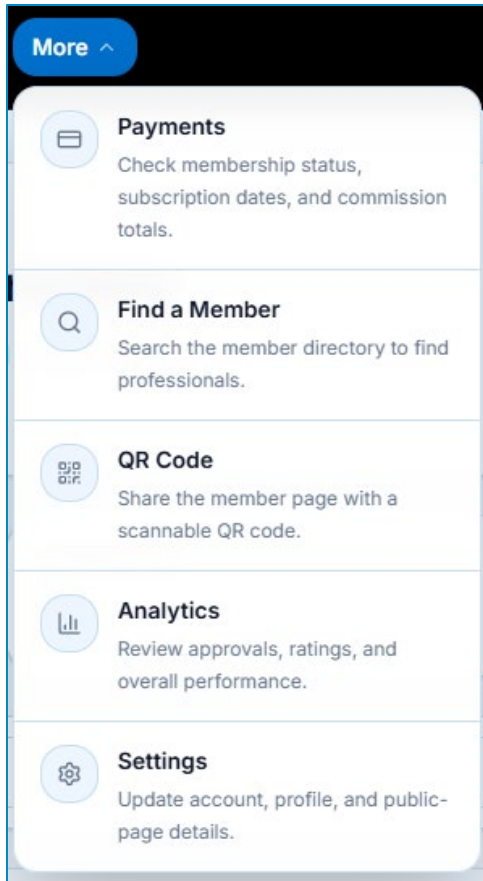 More
Payments
Check membership status,
subscription dates, and commission
totals.
Find a Member
Search the member directory to find
professionals.
QR Code
Share the member page with a
scannable QR code.
Analytics
Review approvals, ratings, and
overall performance.
Settings
Update account, profile, and public-
page details.